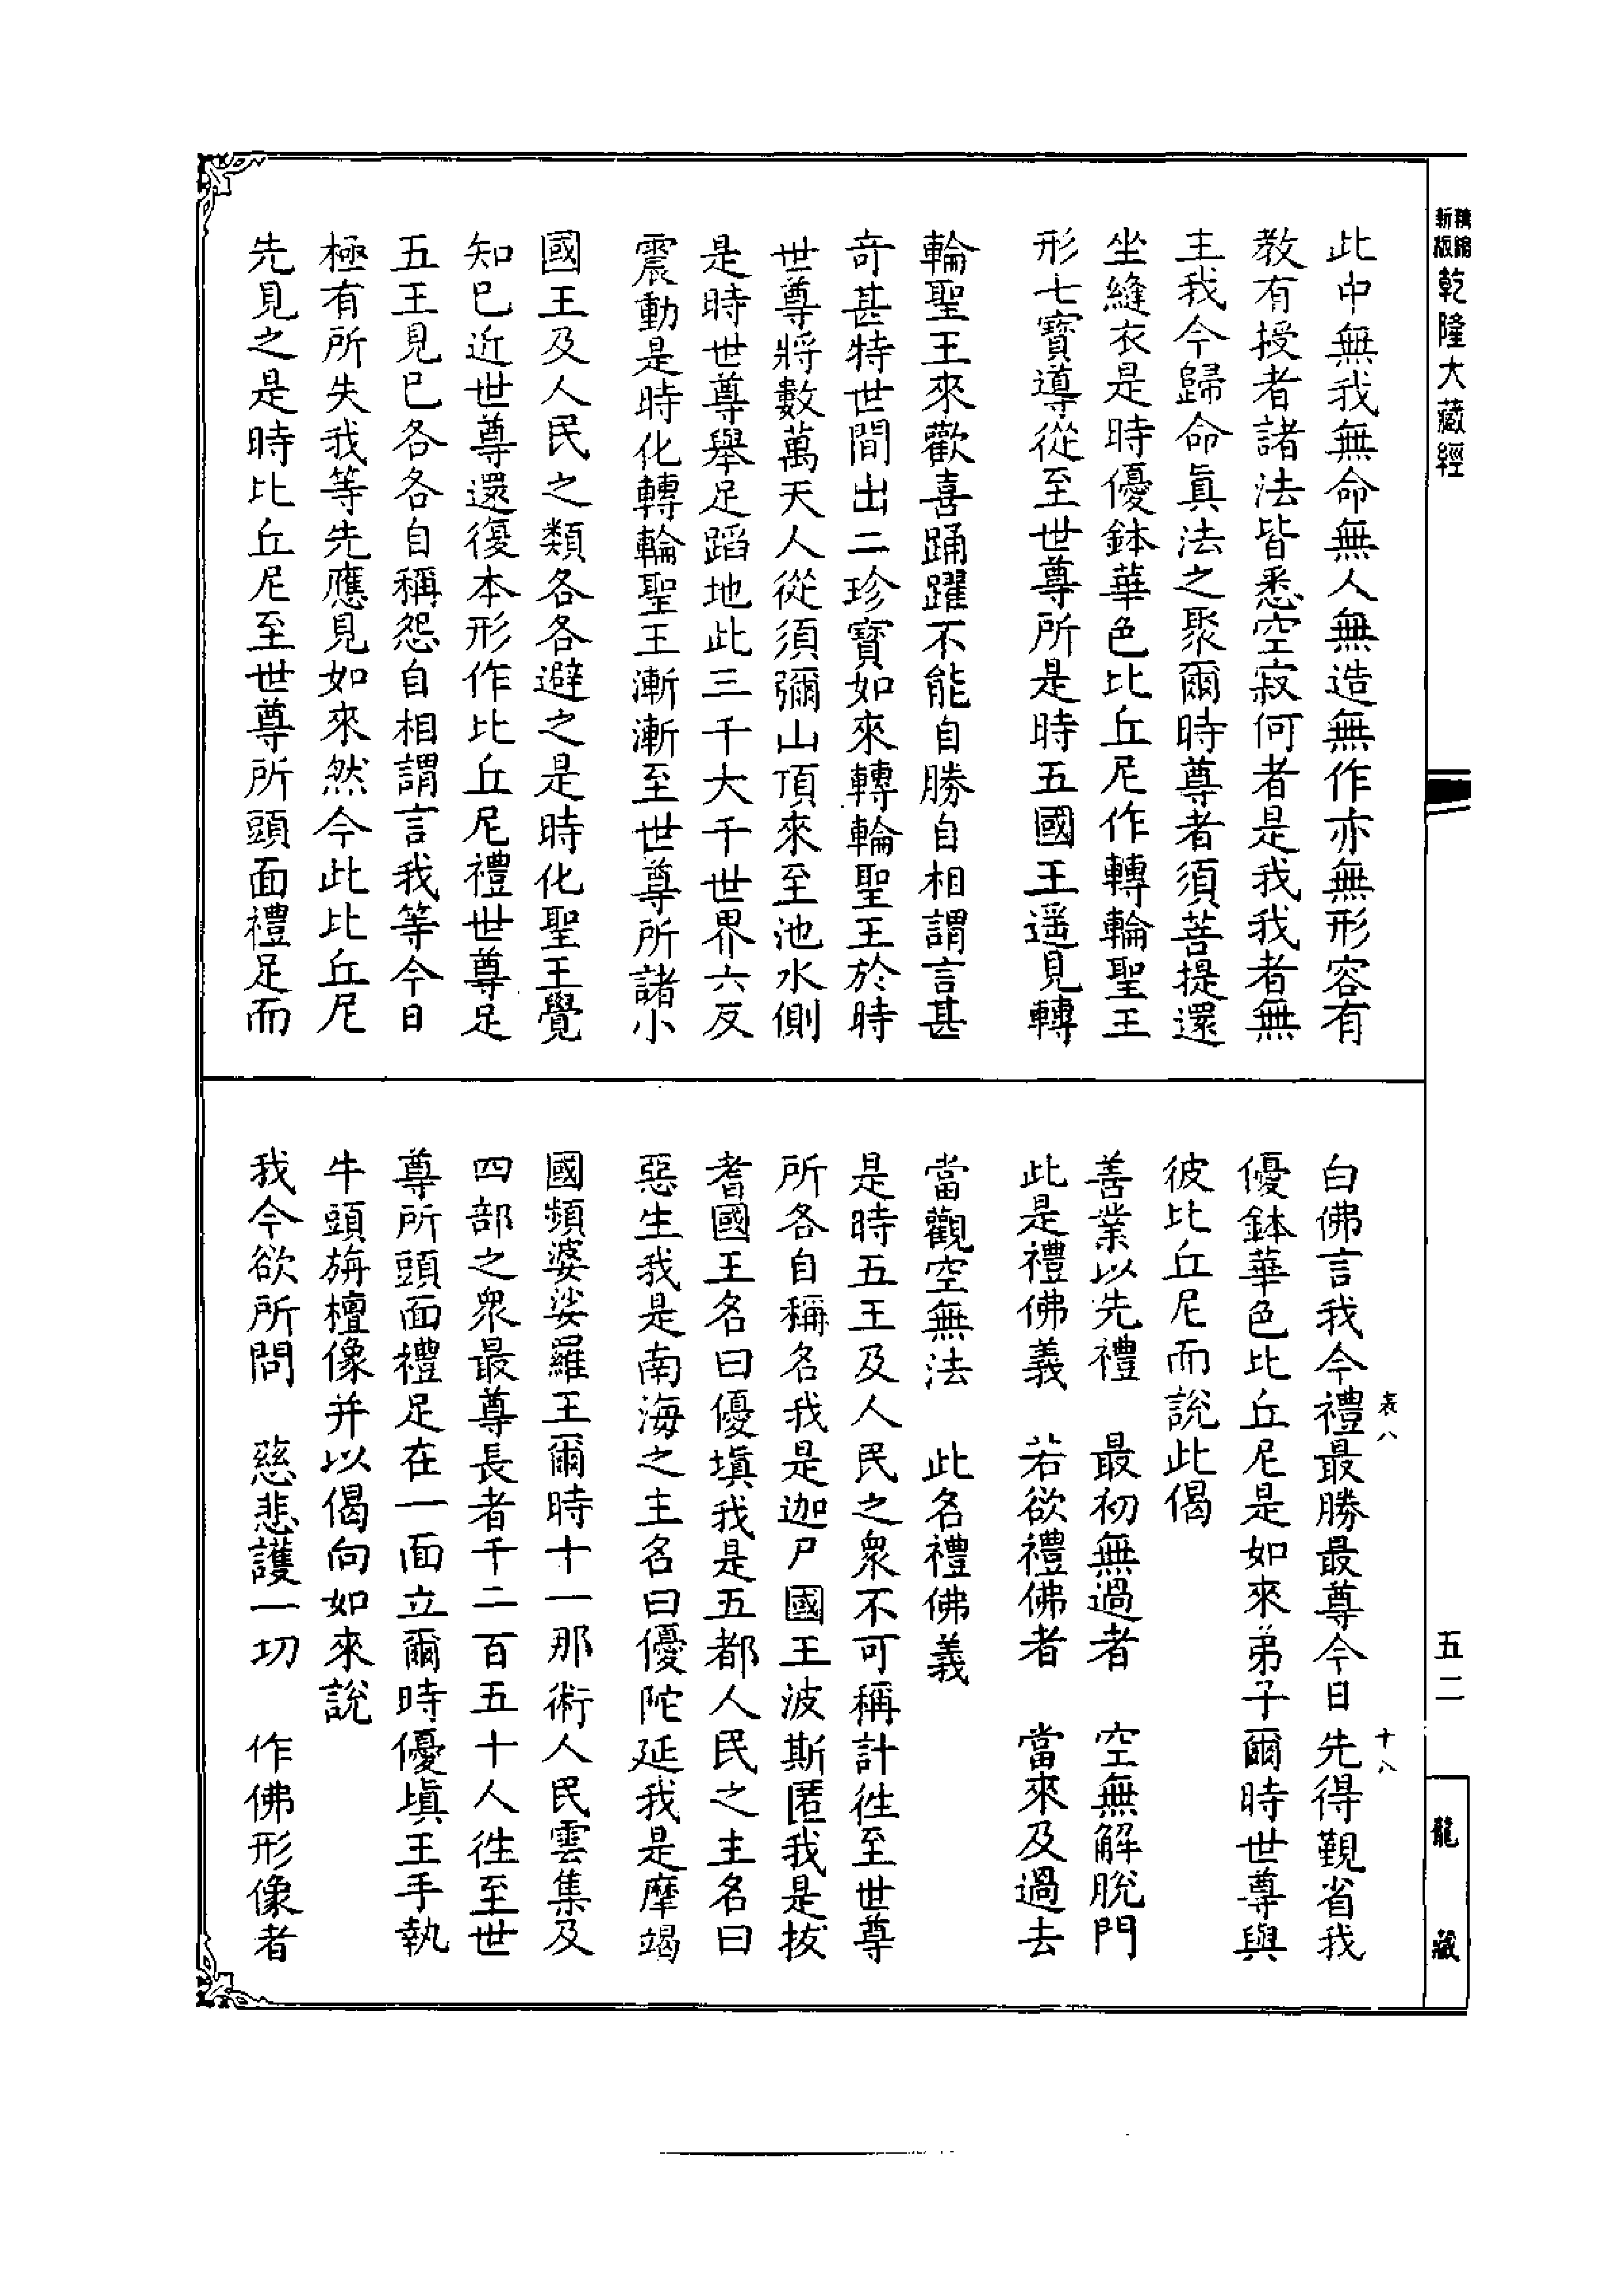 精縮
新版
乾隆大藏經
五二
龍藏
此中無我無命無人無造無作亦無形容有
教有授者諸法皆悉空寂何者是我我者無
主我今歸命眞法之聚爾時尊者須菩提還
坐縫衣是時優鉢華色比丘尼作轉輪聖王
形七寶導從至世尊所是時五國王遥見轉
輪聖王來歡喜踊躍不能自勝自相謂言甚
奇甚特世間出二珍寶如來轉輪聖王於時
世尊將數萬天人從須彌山頂來至池水側
是時世尊舉足蹈地此三千大千世界六反
震動是時化轉輪聖王漸漸至世尊所諸小
國王及人民之類各各避之是時化聖王覺
知已近世尊還復本形作比丘尼禮世尊足
五王見已各各自稱怨自相謂言我等今日
極有所失我等先應見如來然今此比丘尼
先見之是時比丘尼至世尊所頭面禮足而
表八
十八
白佛言我今禮最勝最尊今日先得覲省我
優鉢華色比丘尼是如來弟子爾時世尊與
彼比丘尼而說此偈
善業以先禮　最初無過者　空無解脫門
此是禮佛義　若欲禮佛者　當來及過去
當觀空無法　此名禮佛義
是時五王及人民之衆不可稱計徃至世尊
所各自稱名我是迦尸國王波斯匿我是拔
耆國王名曰優塡我是五都人民之主名曰
惡生我是南海之主名曰優陀延我是摩竭
國頻婆娑羅王爾時十一那術人民雲集及
四部之衆最尊長者千二百五十人徃至世
尊所頭面禮足在一面立爾時優塡王手執
牛頭旃檀像并以偈向如來說
我今欲所問　慈悲護一切　作佛形像者